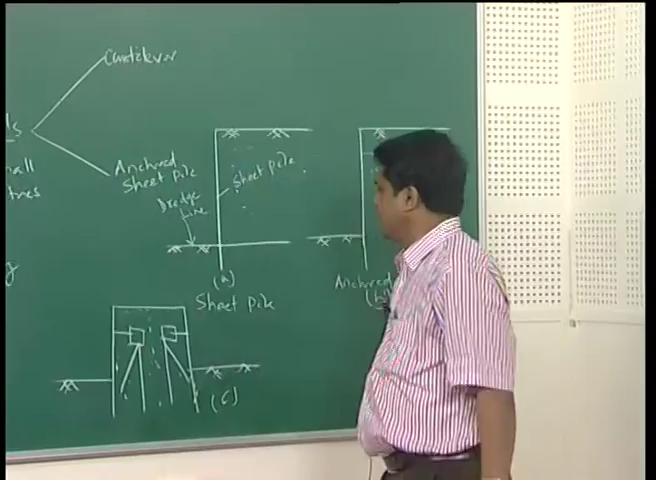 Cantilever
Anchored
Sheet pile
Dredge
line
Sheet pile
(a)
Sheet pile
Anchored
(b)
(c)